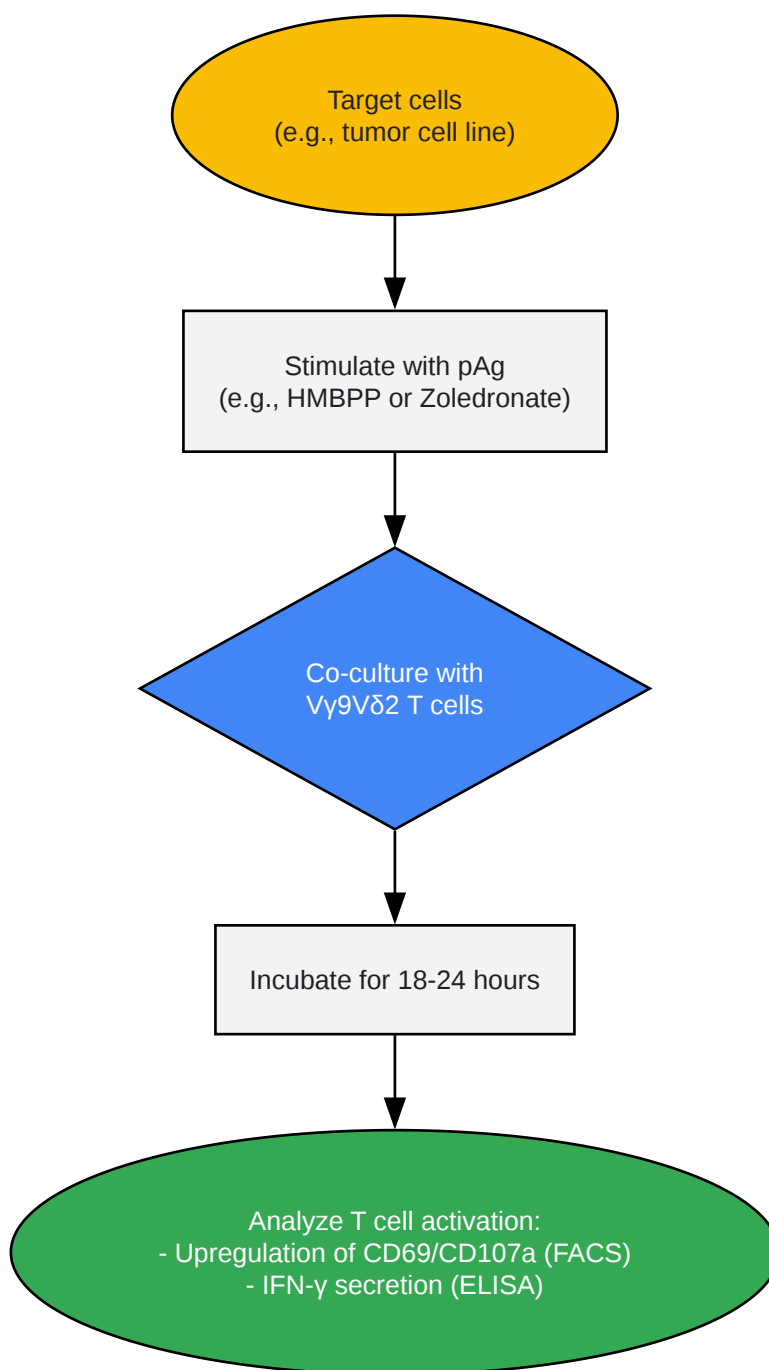 Target cells
(e.g., tumor cell line)
Stimulate with pAg
(e.g., HMBPP or Zoledronate)
Co-culture with
Vγ9Vδ2 T cells
Incubate for 18-24 hours
Analyze T cell activation:
- Upregulation of CD69/CD107a (FACS)
- IFN-γ secretion (ELISA)